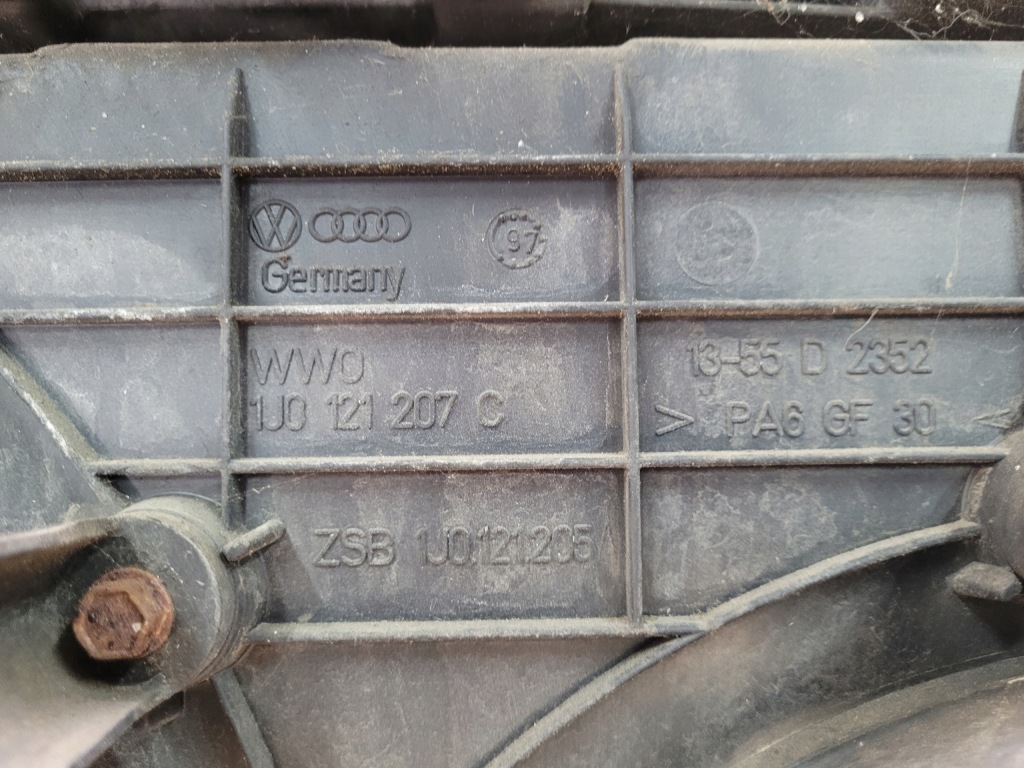 Germany
97
WWO
1J0 121 207 C
13-55 D 2352
> PA6 GF 30 <
ZSB 1J0.121.205